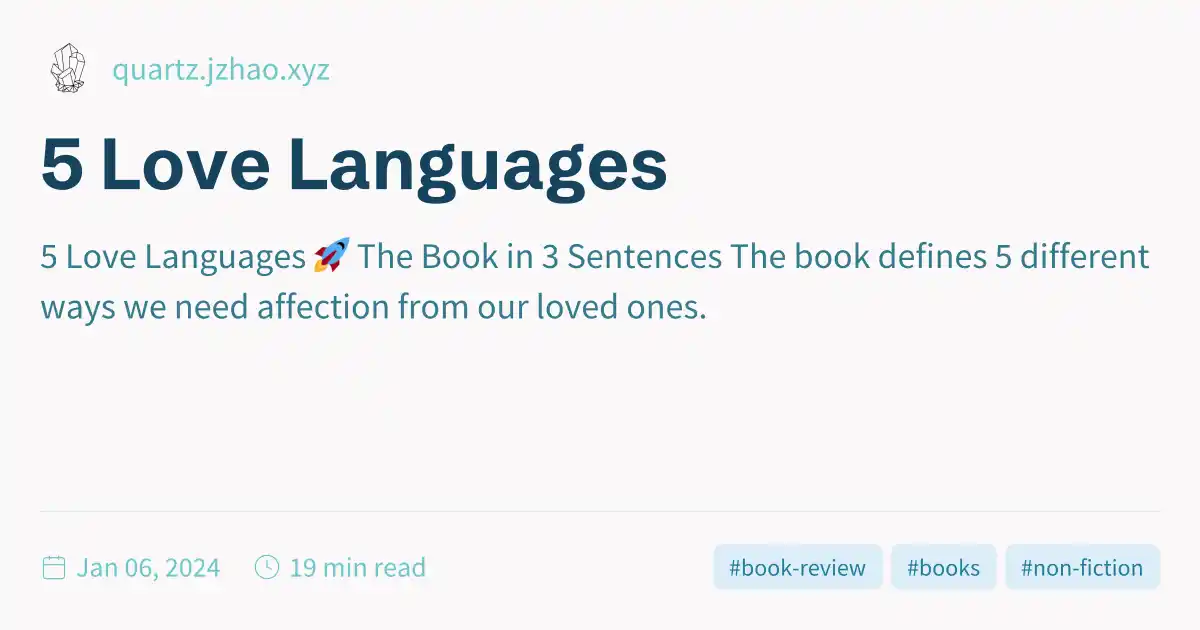 quartz.jzhao.xyz
5 Love Languages
5 Love Languages 🚀 The Book in 3 Sentences The book defines 5 different
ways we need affection from our loved ones.
Jan 06, 2024 19 min read #book-review #books #non-fiction